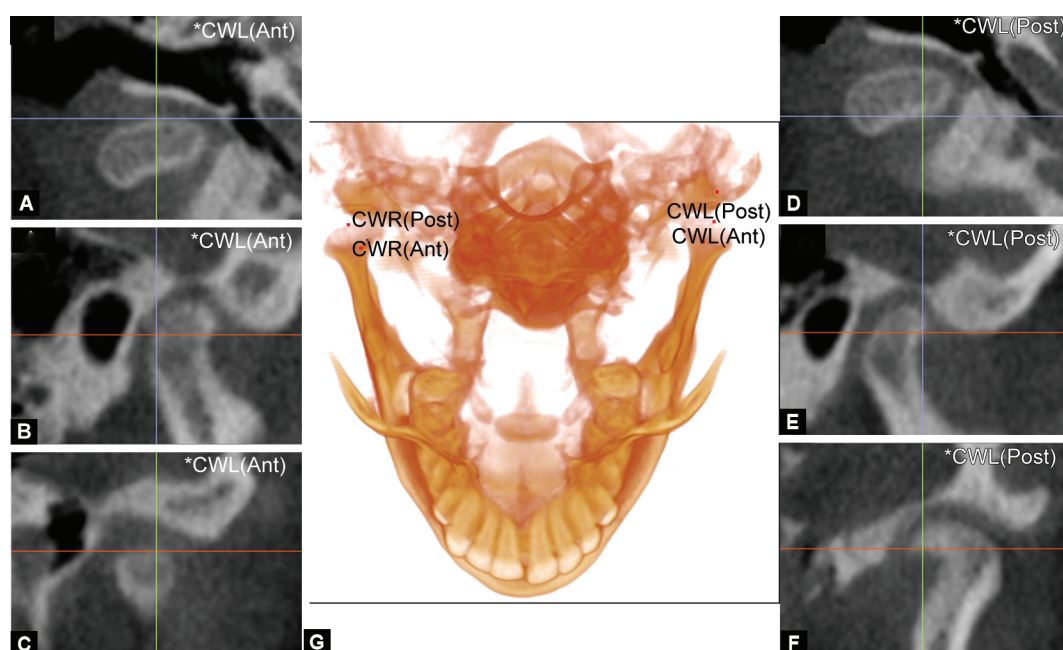 *CWL(Ant)
A
*CWL(Ant)
B
*CWL(Ant)
C
CWR(Post)
CWR(Ant)
CWL(Post)
CWL(Ant)
G
*CWL(Post)
D
*CWL(Post)
E
*CWL(Post)
F